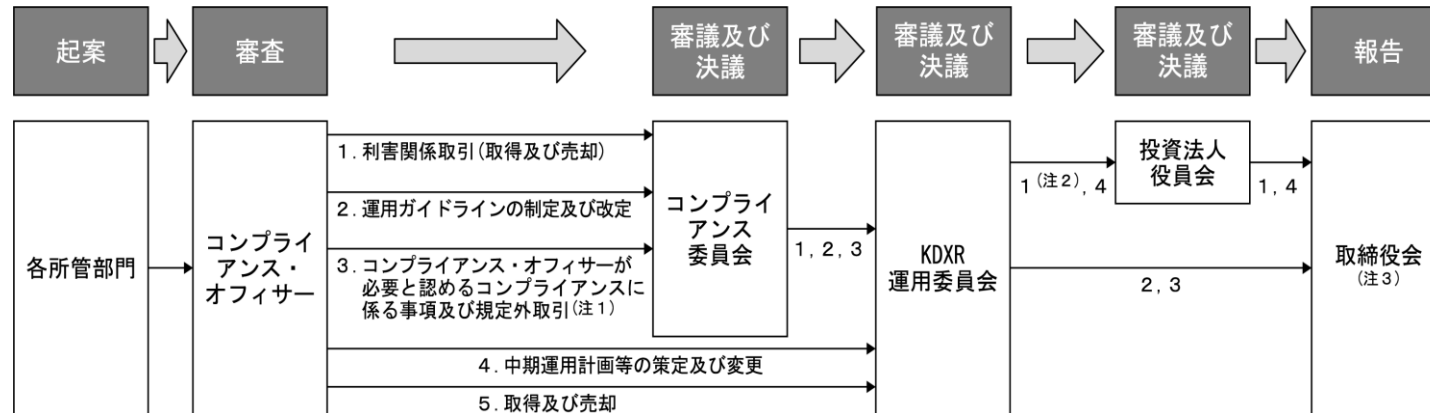 起案
審査
審議及び
決議
審議及び
決議
審議及び
決議
報告
各所管部門
コンプライ
アンス・
オフィサー
1．利害関係取引(取得及び売却)
2．運用ガイドラインの制定及び改定
3．コンプライアンス・オフィサーが
必要と認めるコンプライアンスに
係る事項及び規定外取引(注1)
4．中期運用計画等の策定及び変更
5．取得及び売却
コンプライ
アンス
委員会
1, 2, 3
KDXR
運用委員会
1(注2), 4
2, 3
投資法人
役員会
1, 4
取締役会
(注3)